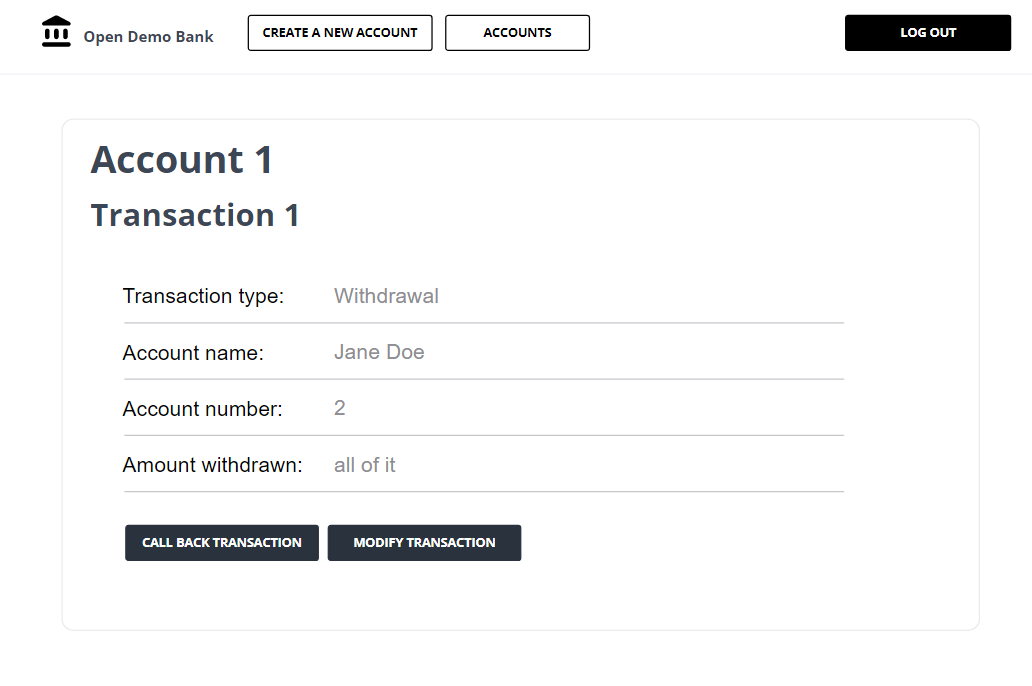 Open Demo Bank
CREATE A NEW ACCOUNT
ACCOUNTS
LOG OUT
Account 1
Transaction 1
Transaction type: Withdrawal
Account name: Jane Doe
Account number: 2
Amount withdrawn: all of it
CALL BACK TRANSACTION
MODIFY TRANSACTION